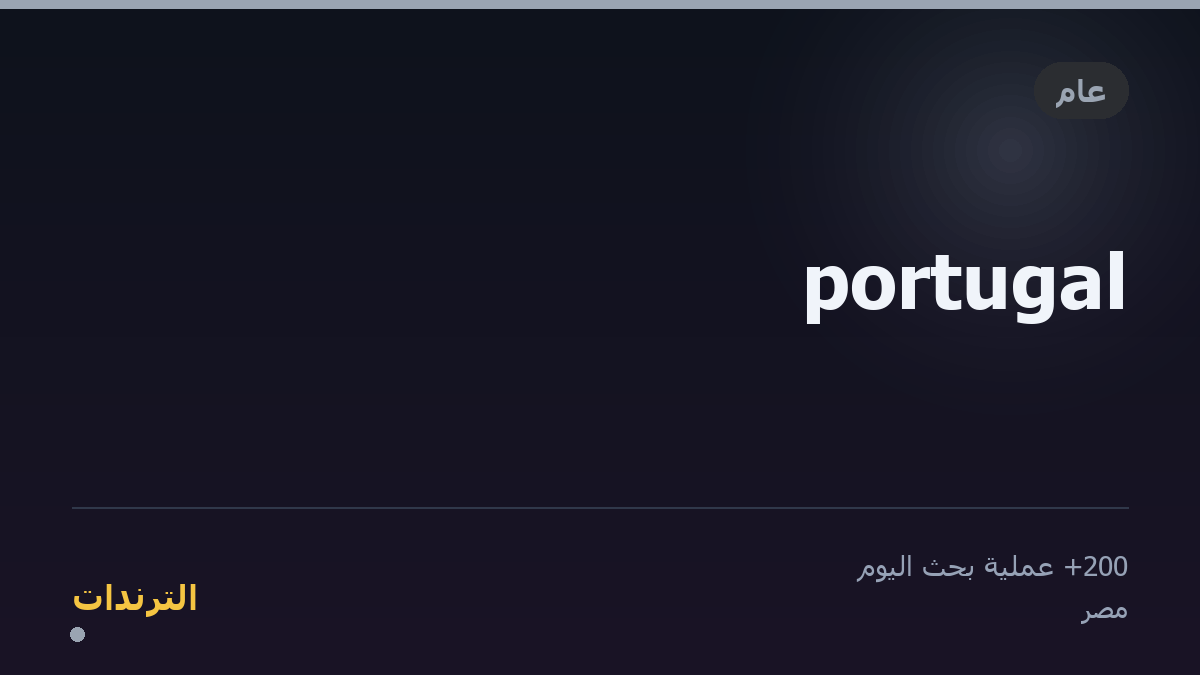 عام
portugal
+200 عملية بحث اليوم
مصر
الترندات